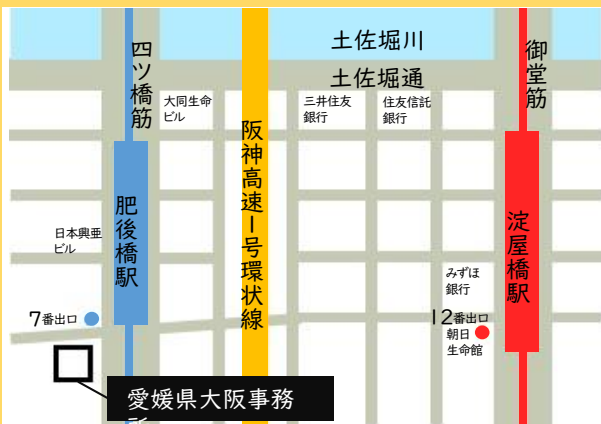 土佐堀川
土佐堀通
四ツ橋筋
御堂筋
大同生命
ビル
三井住友
銀行
住友信託
銀行
阪神高速1号環状線
肥後橋駅
淀屋橋駅
日本興亜
ビル
みずほ
銀行
7番出口
12番出口
朝日
生命館
愛媛県大阪事務